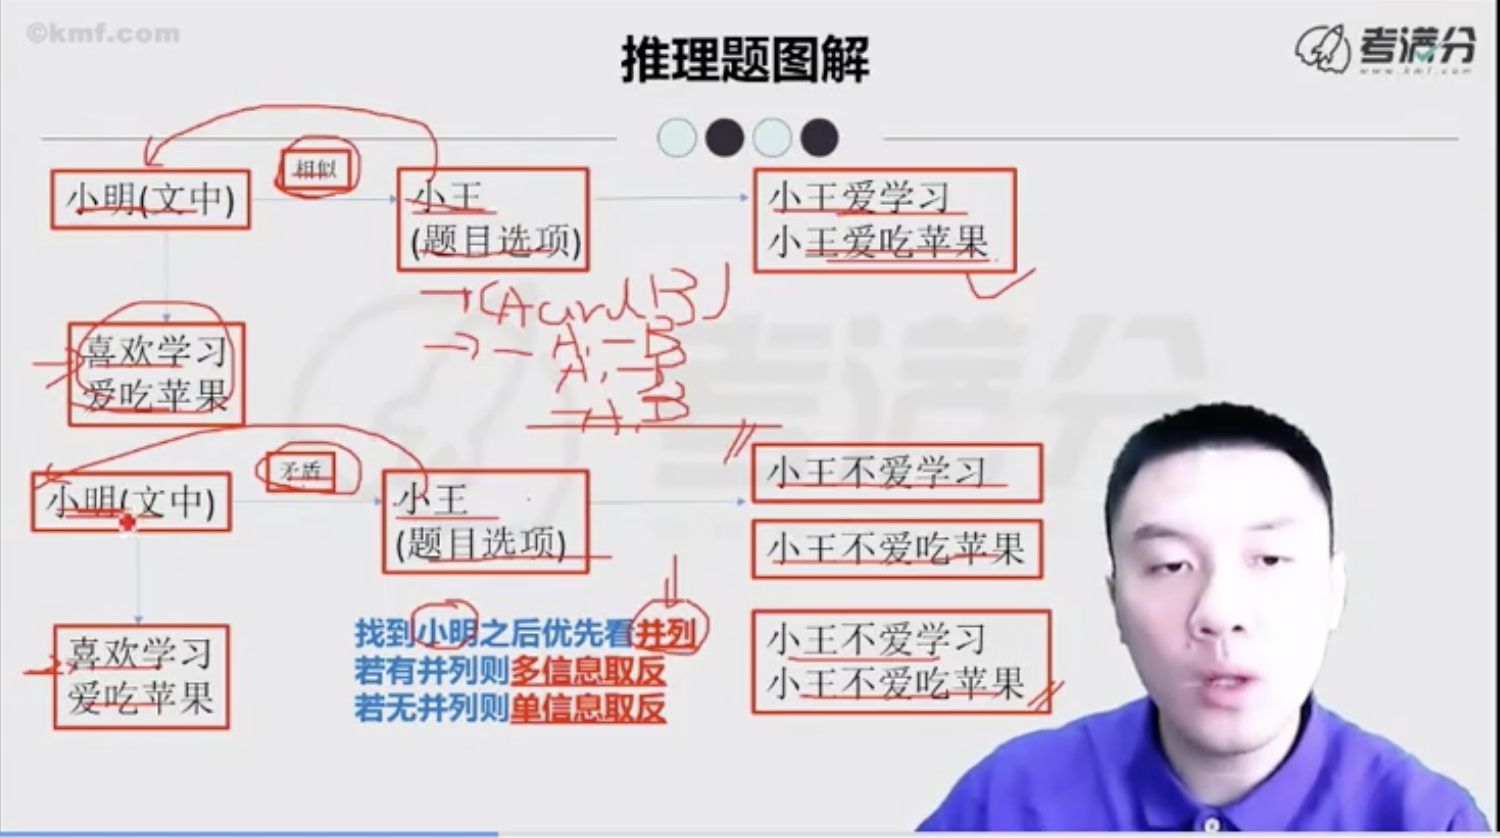 ©kmf.com
推理题图解
考满分
www.kmf.com
小明(文中)
相似
小王
(题目选项)
小王爱学习
小王爱吃苹果
喜欢学习
爱吃苹果
→(A and B)
→ - A, -B
A, -B
-A, B
小明(文中)
矛盾
小王
(题目选项)
小王不爱学习
小王不爱吃苹果
小王不爱学习
小王不爱吃苹果
喜欢学习
爱吃苹果
找到小明之后优先看并列
若有并列则多信息取反
若无并列则单信息取反
考满分